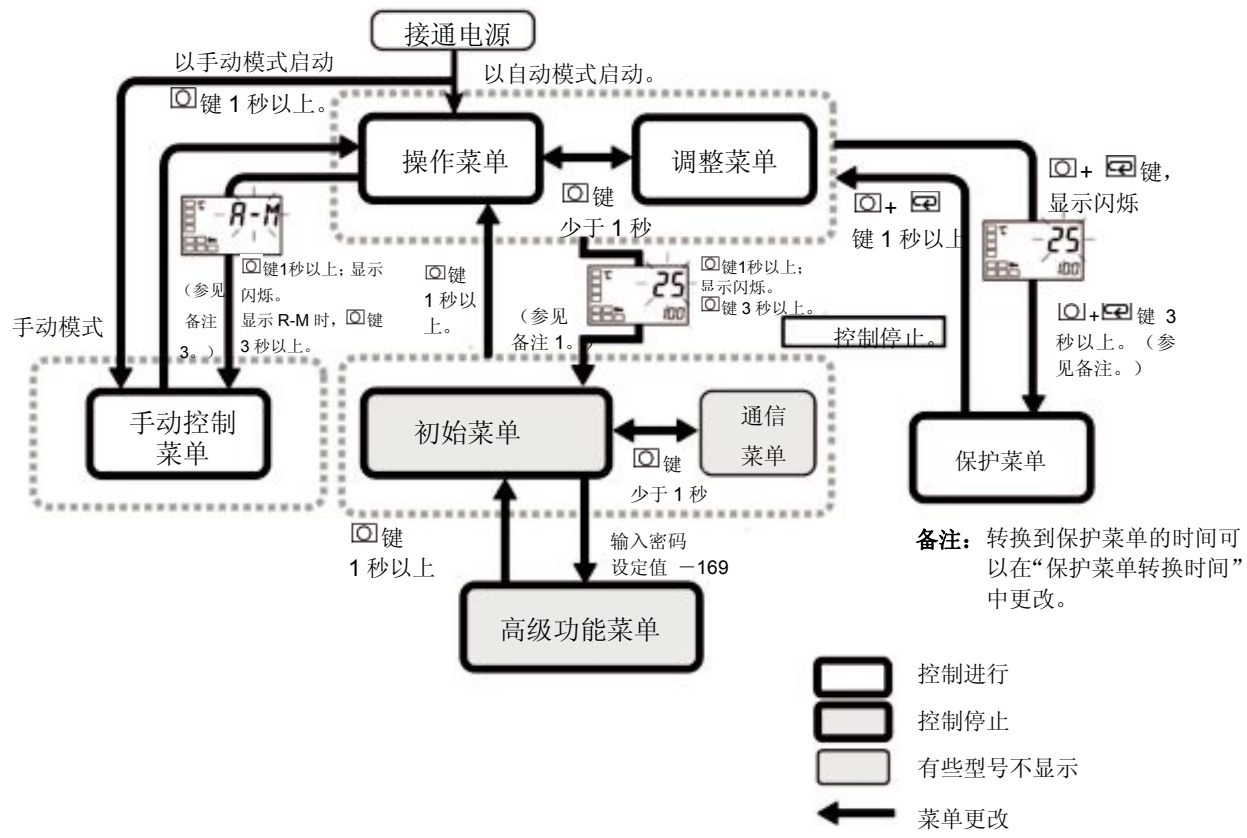 接通电源
以手动模式启动
键 1 秒以上。
以自动模式启动。
操作菜单
调整菜单
键
少于 1 秒
+ 键,
显示闪烁
+
键 1 秒以上
A-M
25
100
25
100
键1秒以上;显示
闪烁。
显示 R-M 时,键
3 秒以上。
(参见
备注
3。)
键
1 秒以
上。
键1秒以上;
显示闪烁。
键 3 秒以上。
(参见
备注 1。)
控制停止。
+键 3
秒以上。(参
见备注。)
手动模式
手动控制
菜单
初始菜单
通信
菜单
键
少于 1 秒
保护菜单
键
1 秒以上
输入密码
设定值 -169
高级功能菜单
备注:转换到保护菜单的时间可
以在“保护菜单转换时间”
中更改。
控制进行
控制停止
有些型号不显示
菜单更改